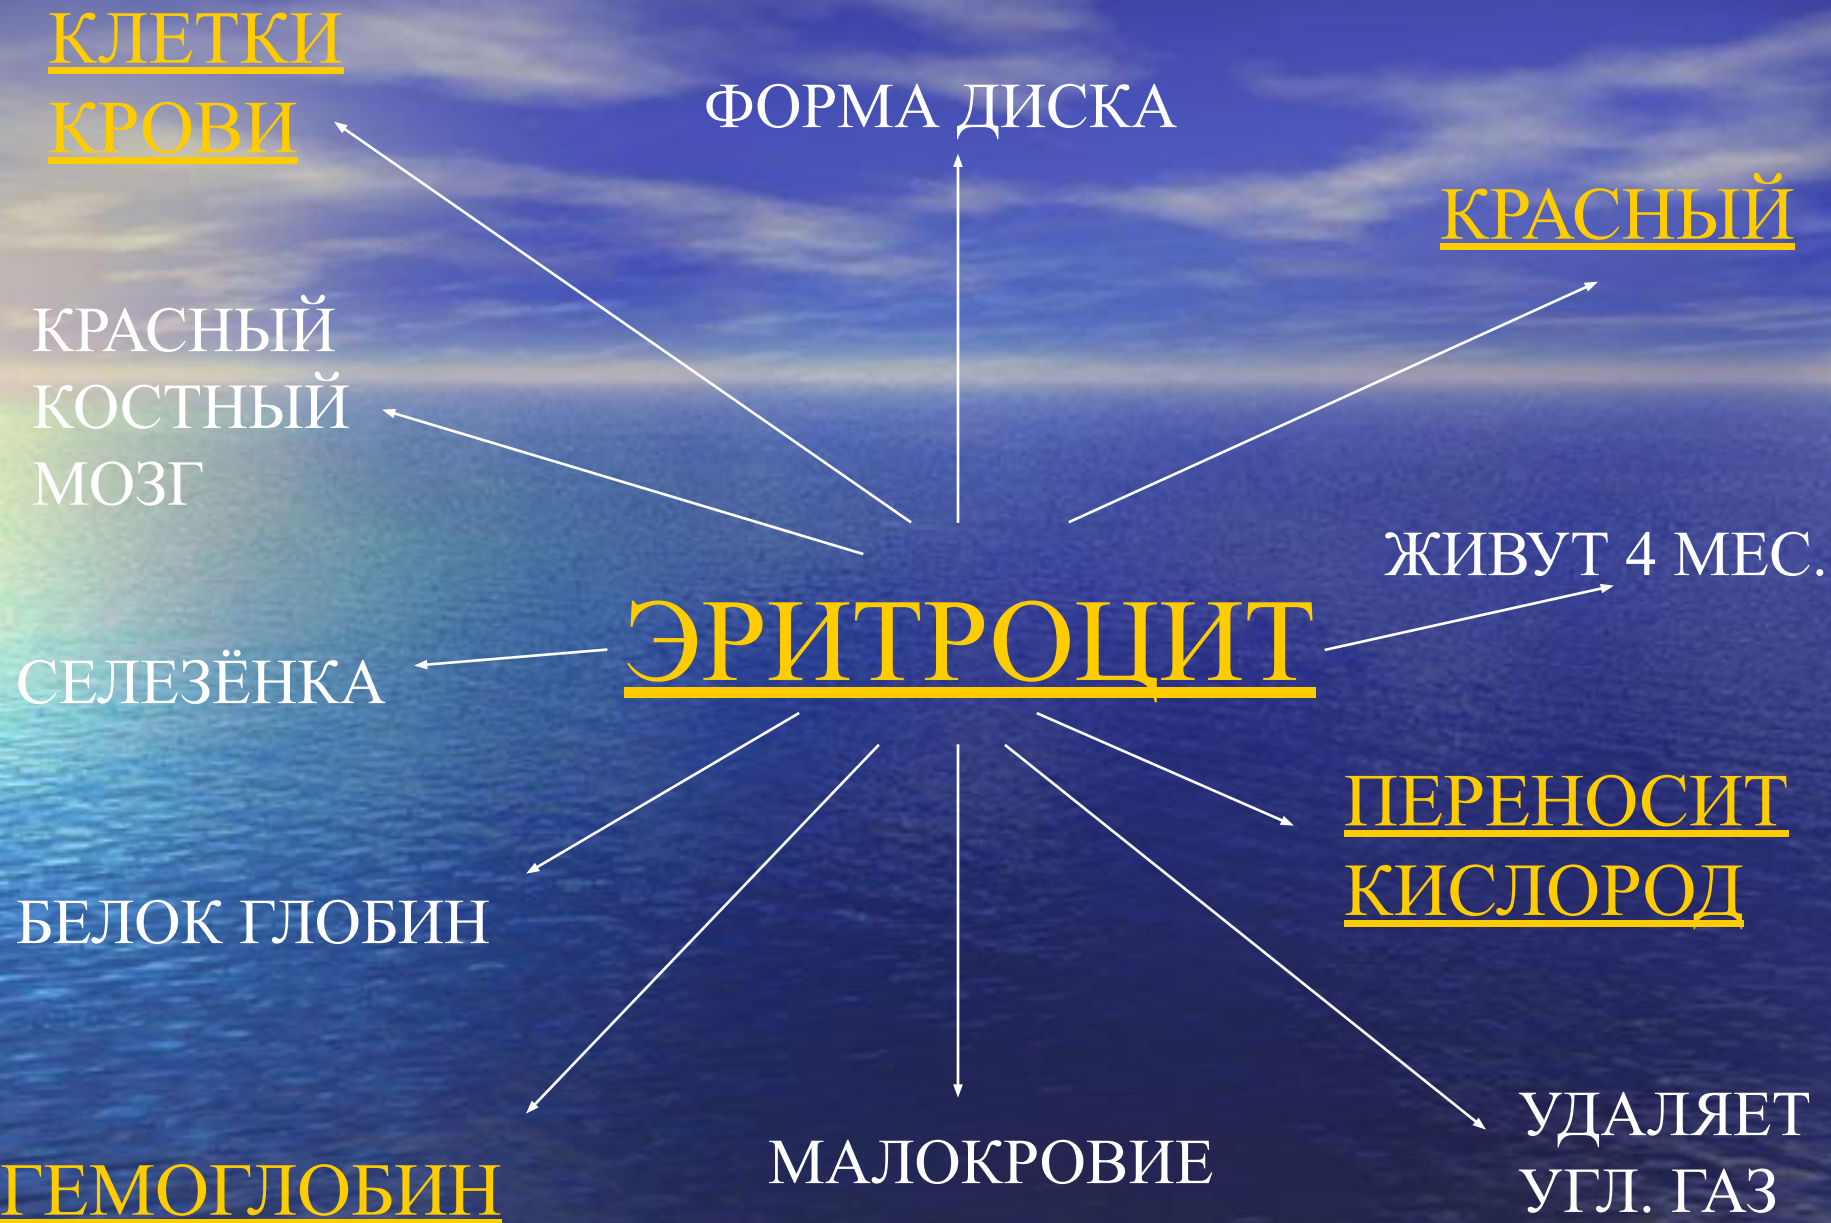 КЛЕТКИ
КРОВИ
ФОРМА ДИСКА
КРАСНЫЙ
КРАСНЫЙ
КОСТНЫЙ
МОЗГ
ЖИВУТ 4 МЕС.
ЭРИТРОЦИТ
СЕЛЕЗЁНКА
ПЕРЕНОСИТ
КИСЛОРОД
БЕЛОК ГЛОБИН
ГЕМОГЛОБИН
МАЛОКРОВИЕ
УДАЛЯЕТ
УГЛ. ГАЗ